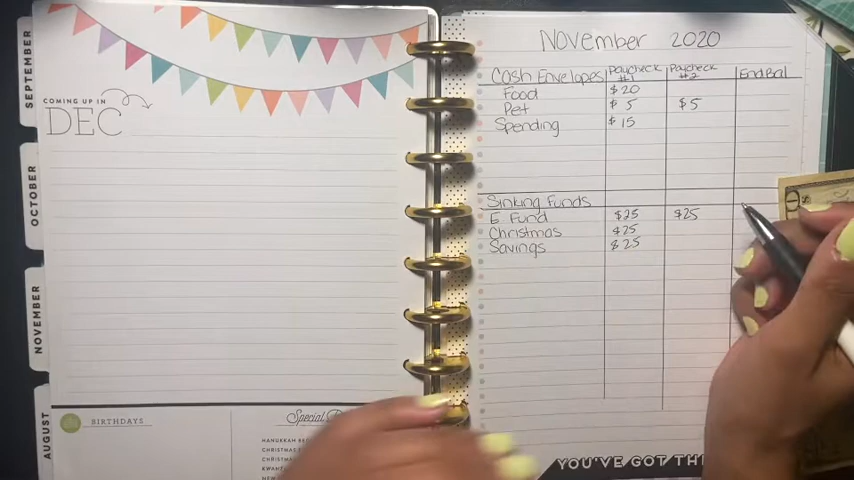 SEPTEMBER
OCTOBER
NOVEMBER
AUGUST
COMING UP IN
DEC
BIRTHDAYS
Special
HANUKKAH
November 2020
Cash Envelopes Paycheck #1 Paycheck #2 End Bal
Food $20
Pet $5 $5
Spending $15
Sinking Funds
E Fund $25 $25
Christmas $25
Savings $25
YOU'VE GOT